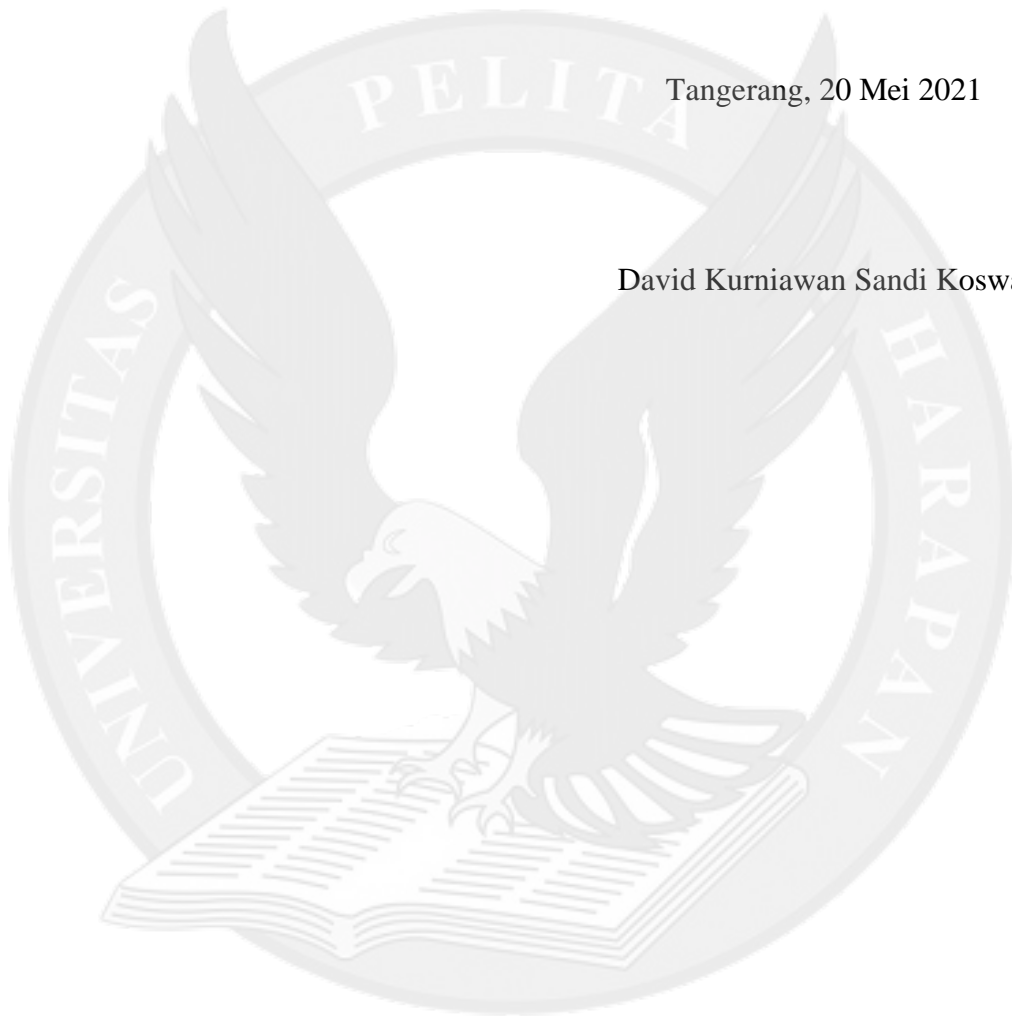 PELITA
Tangerang, 20 Mei 2021
David Kurniawan Sandi
UNIVERSITAS
HARAPAN